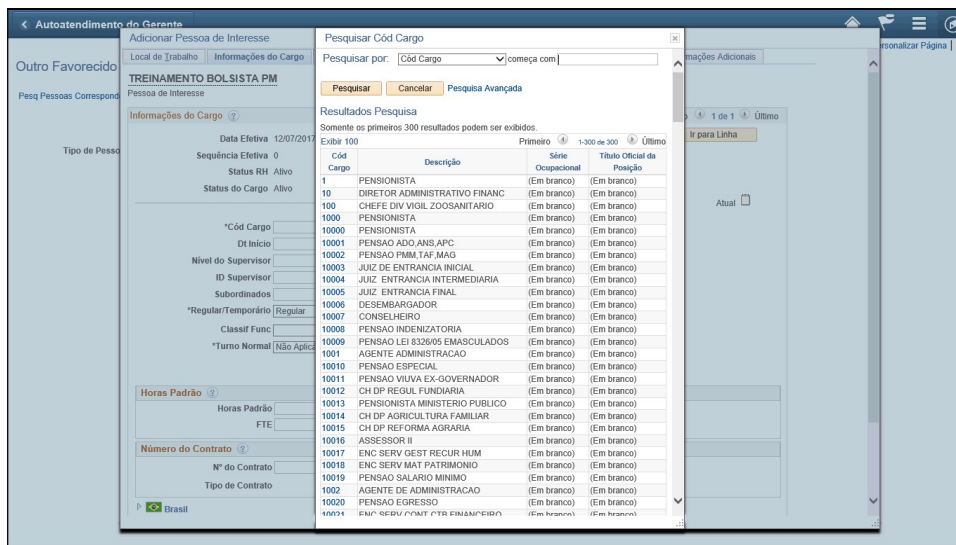 Autoatendimento do Gerente
Personalizar Página |
Outro Favorecido
Pesq Pessoas Correspond
Tipo de Pesso
Adicionar Pessoa de Interesse
Local de Trabalho Informações do Cargo
mações Adicionais
TREINAMENTO BOLSISTA PM
Pessoa de Interesse
Informações do Cargo
1 de 1 Último
Ir para Linha
Data Efetiva 12/07/2017
Sequência Efetiva 0
Status RH Ativo
Status do Cargo Ativo
Atual
*Cód Cargo
Dt Início
Nível do Supervisor
ID Supervisor
Subordinados
*Regular/Temporário Regular
Classif Func
*Turno Normal Não Aplica
Horas Padrão
Horas Padrão
FTE
Número do Contrato
Nº do Contrato
Tipo de Contrato
Brasil
Pesquisar Cód Cargo
Pesquisar por: Cód Cargo começa com
Pesquisar Cancelar Pesquisa Avançada
Resultados Pesquisa
Somente os primeiros 300 resultados podem ser exibidos.
Exibir 100 Primeiro 1-300 de 300 Último
Cód Cargo Descrição Série Ocupacional Título Oficial da Posição
1 PENSIONISTA (Em branco) (Em branco)
10 DIRETOR ADMINISTRATIVO FINANC (Em branco) (Em branco)
100 CHEFE DIV VIGIL ZOOSANITARIO (Em branco) (Em branco)
1000 PENSIONISTA (Em branco) (Em branco)
10000 PENSIONISTA (Em branco) (Em branco)
10001 PENSAO ADO,ANS,APC (Em branco) (Em branco)
10002 PENSAO PMM,TAF,MAG (Em branco) (Em branco)
10003 JUIZ DE ENTRANCIA INICIAL (Em branco) (Em branco)
10004 JUIZ ENTRANCIA INTERMEDIARIA (Em branco) (Em branco)
10005 JUIZ ENTRANCIA FINAL (Em branco) (Em branco)
10006 DESEMBARGADOR (Em branco) (Em branco)
10007 CONSELHEIRO (Em branco) (Em branco)
10008 PENSAO INDENIZATORIA (Em branco) (Em branco)
10009 PENSAO LEI 8326/05 EMASCULADOS (Em branco) (Em branco)
1001 AGENTE ADMINISTRACAO (Em branco) (Em branco)
10010 PENSAO ESPECIAL (Em branco) (Em branco)
10011 PENSAO VIUVA EX-GOVERNADOR (Em branco) (Em branco)
10012 CH DP REGUL FUNDIARIA (Em branco) (Em branco)
10013 PENSIONISTA MINISTERIO PUBLICO (Em branco) (Em branco)
10014 CH DP AGRICULTURA FAMILIAR (Em branco) (Em branco)
10015 CH DP REFORMA AGRARIA (Em branco) (Em branco)
10016 ASSESSOR II (Em branco) (Em branco)
10017 ENC SERV GEST RECUR HUM (Em branco) (Em branco)
10018 ENC SERV MAT PATRIMONIO (Em branco) (Em branco)
10019 PENSAO SALARIO MINIMO (Em branco) (Em branco)
1002 AGENTE DE ADMINISTRACAO (Em branco) (Em branco)
10020 PENSAO EGRESSO (Em branco) (Em branco)
10021 ENC SERV CONT CTB FINANCEIRO (Em branco) (Em branco)